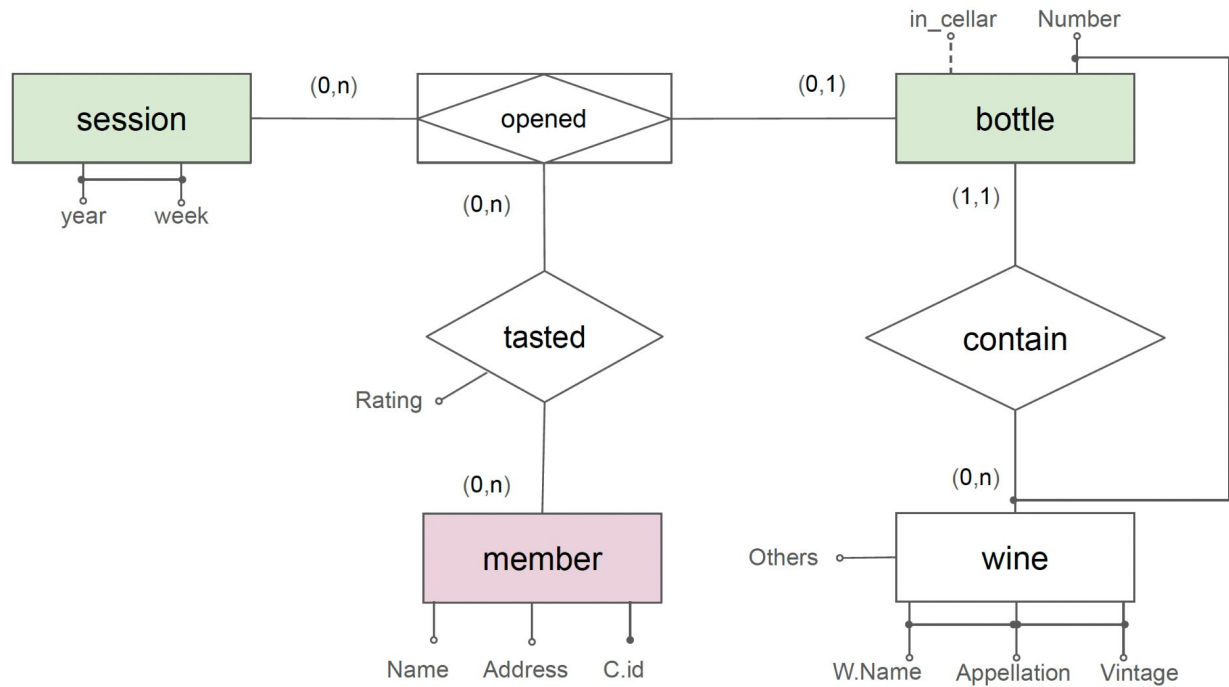 in_cellar Number
(0,n) (0,1)
session opened bottle
year week
(0,n) (1,1)
tasted contain
Rating
(0,n) (0,n)
member wine
Others
Name Address C.id W.Name Appellation Vintage